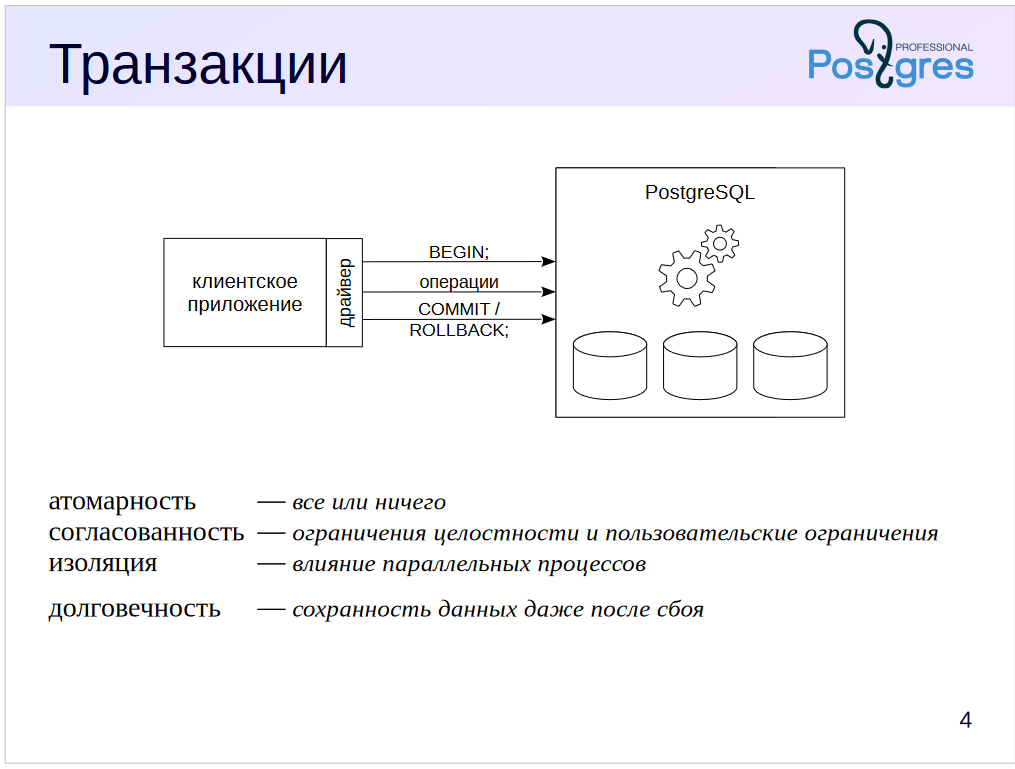 Транзакции
PROFESSIONAL
Postgres
PostgreSQL
клиентское
приложение
драйвер
BEGIN;
операции
COMMIT /
ROLLBACK;
атомарность — все или ничего
согласованность — ограничения целостности и пользовательские ограничения
изоляция — влияние параллельных процессов
долговечность — сохранность данных даже после сбоя
4